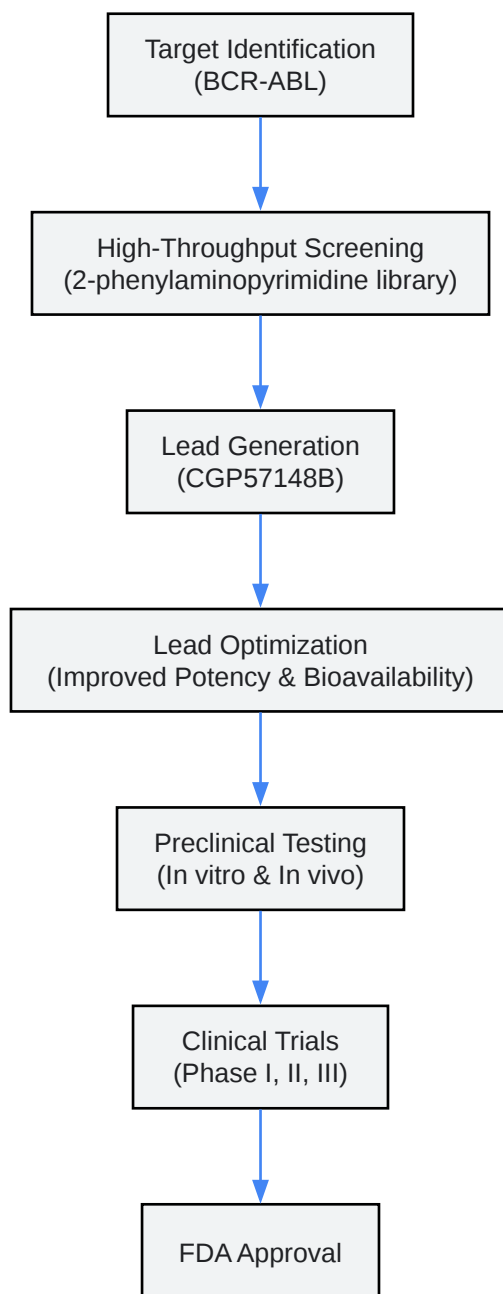 Target Identification
(BCR-ABL)
High-Throughput Screening
(2-phenylaminopyrimidine library)
Lead Generation
(CGP57148B)
Lead Optimization
(Improved Potency & Bioavailability)
Preclinical Testing
(In vitro & In vivo)
Clinical Trials
(Phase I, II, III)
FDA Approval